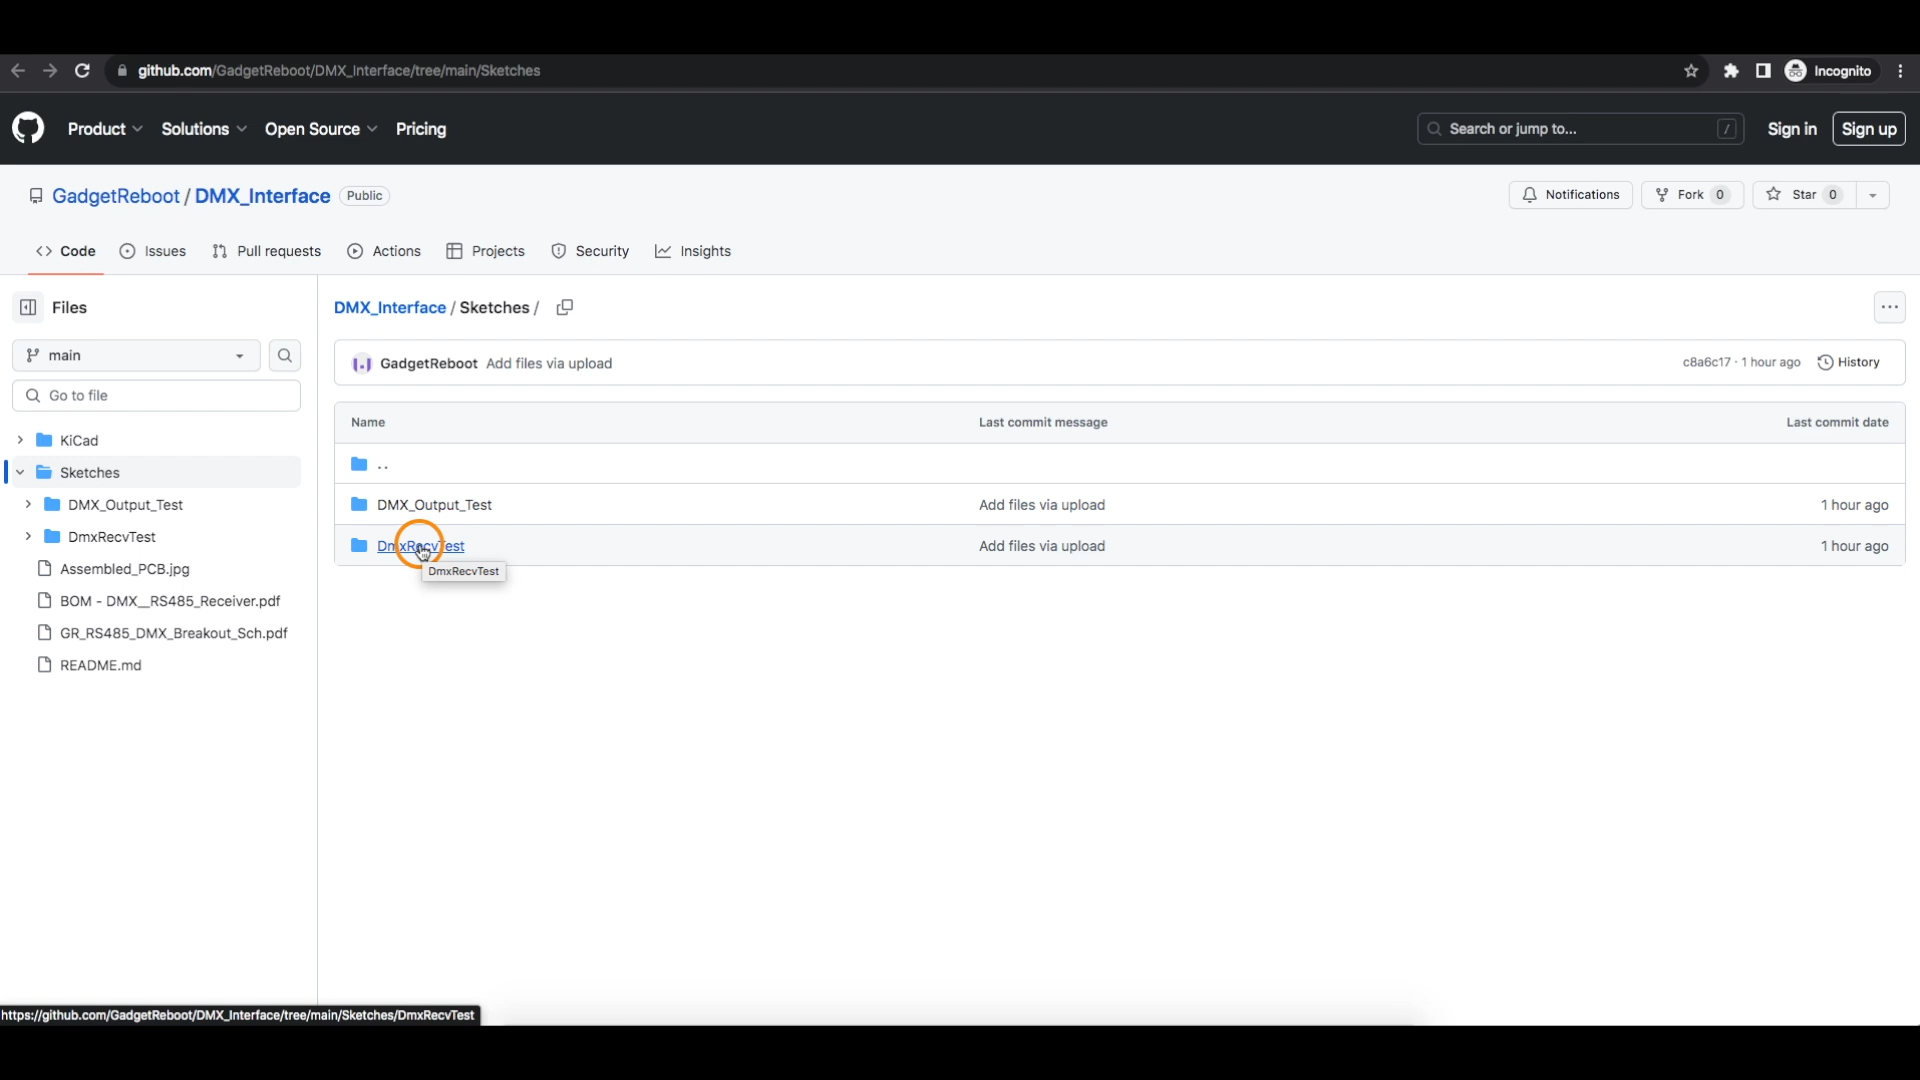 github.com/GadgetReboot/DMX_Interface/tree/main/Sketches
Incognito
Product
Solutions
Open Source
Pricing
Search or jump to...
/
Sign in
Sign up
GadgetReboot / DMX_Interface
Public
Notifications
Fork 0
Star 0
Code
Issues
Pull requests
Actions
Projects
Security
Insights
Files
main
Go to file
KiCad
Sketches
DMX_Output_Test
DmxRecvTest
Assembled_PCB.jpg
BOM - DMX__RS485_Receiver.pdf
GR_RS485_DMX_Breakout_Sch.pdf
README.md
DMX_Interface / Sketches /
GadgetReboot Add files via upload
c8a6c17 · 1 hour ago
History
Name
Last commit message
Last commit date
..
DMX_Output_Test
Add files via upload
1 hour ago
DmxRecvTest
Add files via upload
1 hour ago
DmxRecvTest
https://github.com/GadgetReboot/DMX_Interface/tree/main/Sketches/DmxRecvTest